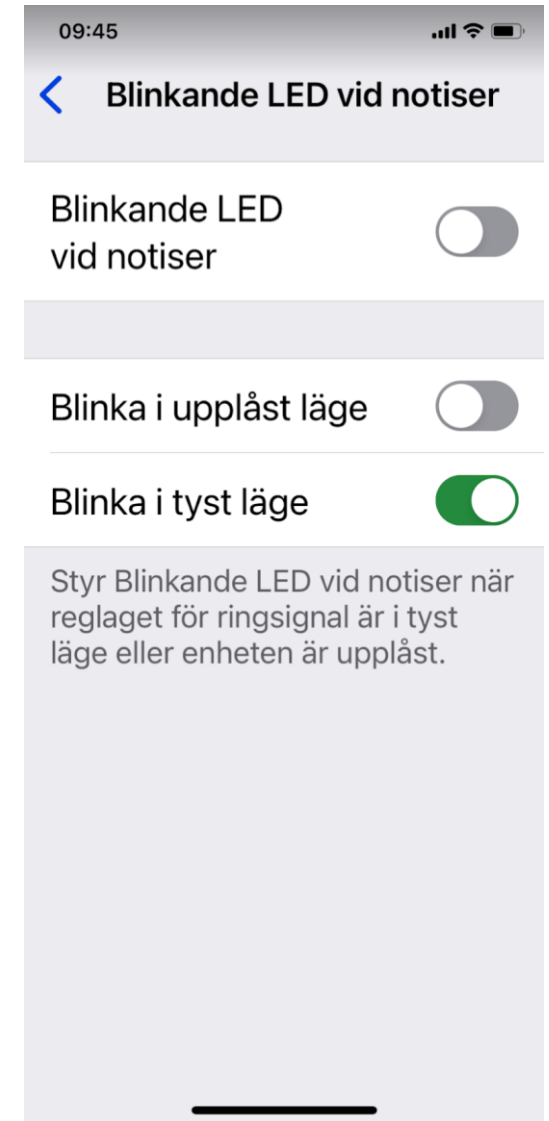 09:45
Blinkande LED vid notiser
Blinkande LED
vid notiser
Blinka i upplåst läge
Blinka i tyst läge
Styr Blinkande LED vid notiser när
reglaget för ringsignal är i tyst
läge eller enheten är upplåst.